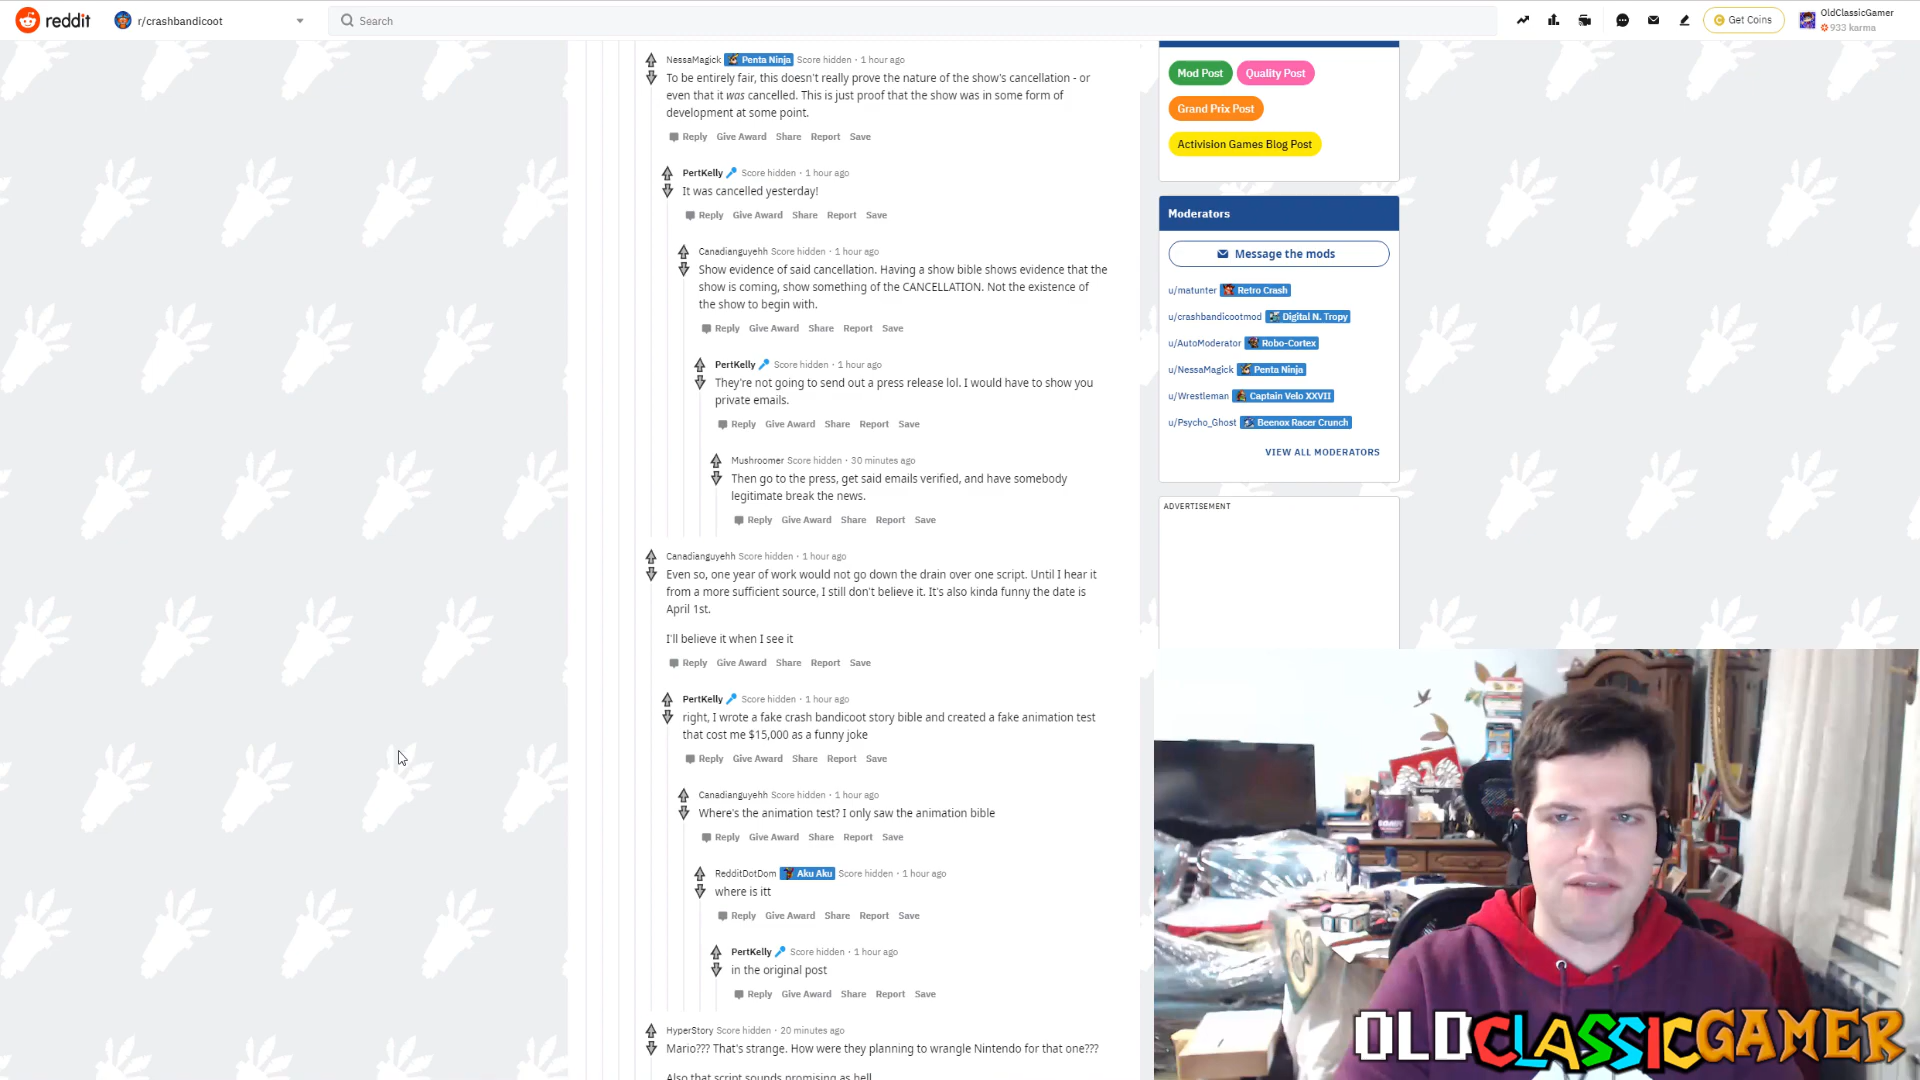 reddit r/crashbandicoot Search Get Coins OldClassicGamer
933 karma
NessaMagick Penta Ninja Score hidden · 1 hour ago
To be entirely fair, this doesn't really prove the nature of the show's cancellation - or
even that it was cancelled. This is just proof that the show was in some form of
development at some point.
Reply Give Award Share Report Save
PertKelly Score hidden · 1 hour ago
It was cancelled yesterday!
Reply Give Award Share Report Save
Canadianguyehh Score hidden · 1 hour ago
Show evidence of said cancellation. Having a show bible shows evidence that the
show is coming, show something of the CANCELLATION. Not the existence of
the show to begin with.
Reply Give Award Share Report Save
PertKelly Score hidden · 1 hour ago
They're not going to send out a press release lol. I would have to show you
private emails.
Reply Give Award Share Report Save
Mushroomer Score hidden · 30 minutes ago
Then go to the press, get said emails verified, and have somebody
legitimate break the news.
Reply Give Award Share Report Save
Canadianguyehh Score hidden · 1 hour ago
Even so, one year of work would not go down the drain over one script. Until I hear it
from a more sufficient source, I still don't believe it. It's also kinda funny the date is
April 1st.
I'll believe it when I see it
Reply Give Award Share Report Save
PertKelly Score hidden · 1 hour ago
right, I wrote a fake crash bandicoot story bible and created a fake animation test
that cost me $15,000 as a funny joke
Reply Give Award Share Report Save
Canadianguyehh Score hidden · 1 hour ago
Where's the animation test? I only saw the animation bible
Reply Give Award Share Report Save
RedditDotDom Aku Aku Score hidden · 1 hour ago
where is itt
Reply Give Award Share Report Save
PertKelly Score hidden · 1 hour ago
in the original post
Reply Give Award Share Report Save
HyperStory Score hidden · 20 minutes ago
Mario??? That's strange. How were they planning to wrangle Nintendo for that one???
Also that script sounds promising as hell
Mod Post Quality Post
Grand Prix Post
Activision Games Blog Post
Moderators
Message the mods
u/matunter Retro Crash
u/crashbandicootmod Digital N. Tropy
u/AutoModerator Robo-Cortex
u/NessaMagick Penta Ninja
u/Wrestleman Captain Velo XXVII
u/Psycho_Ghost Beenox Racer Crunch
VIEW ALL MODERATORS
ADVERTISEMENT
OLDCLASSICGAMER